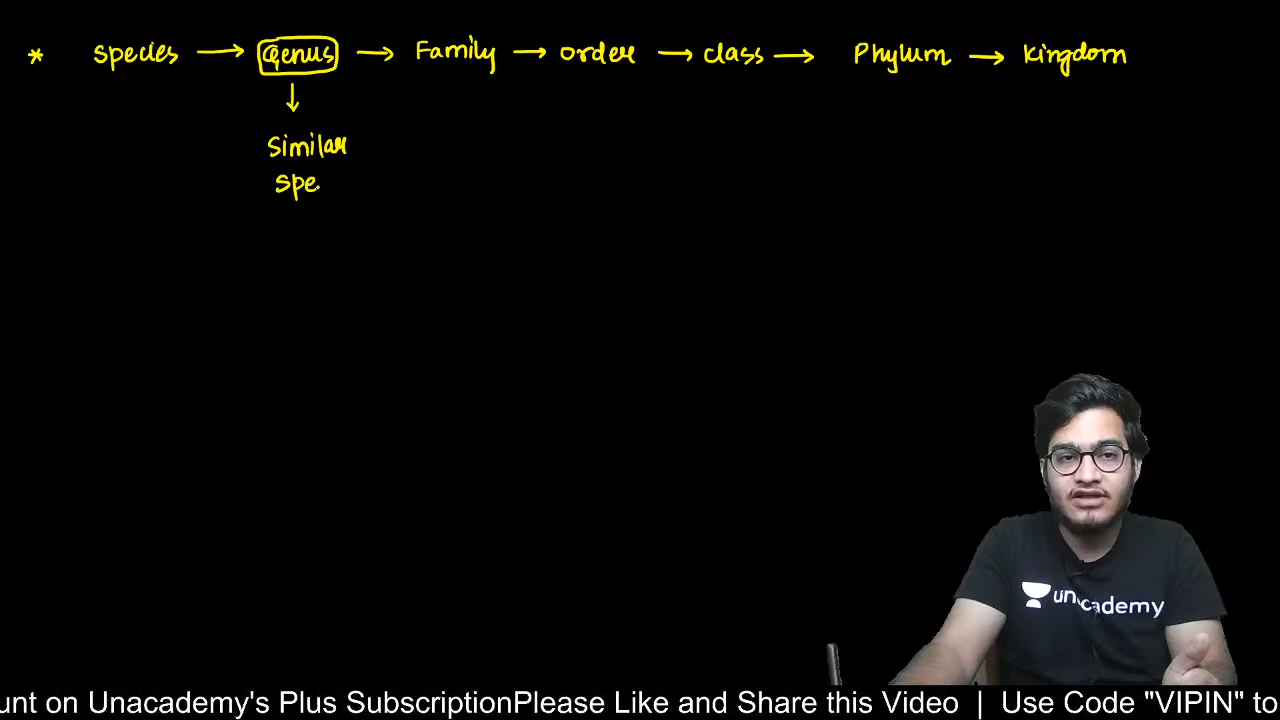 * Species → Genus → Family → order → class → Phylum → Kingdom
↓
Similar
Spe
unacademy
ount on Unacademy's Plus SubscriptionPlease Like and Share this Video | Use Code "VIPIN" to